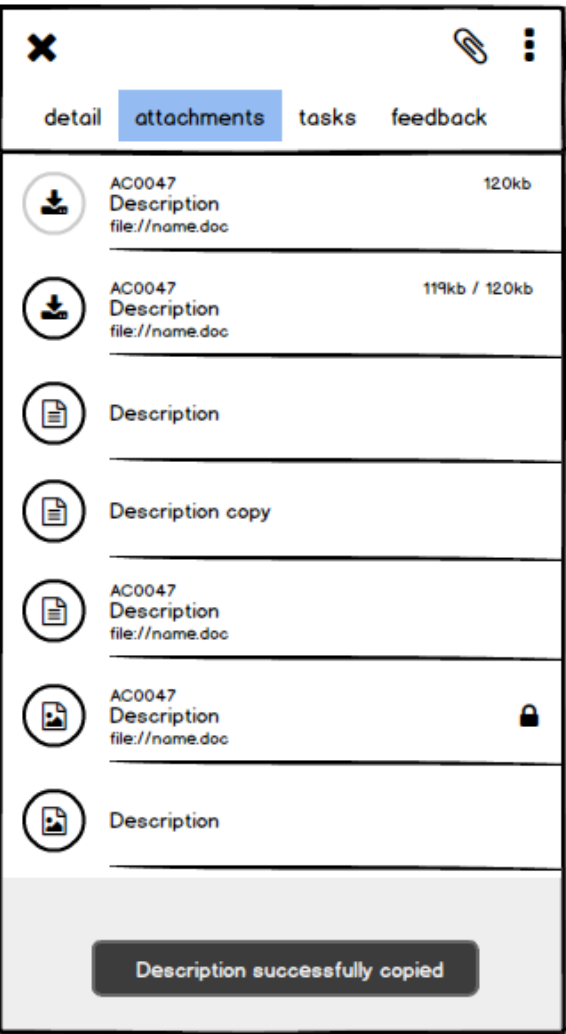 detail attachments tasks feedback
AC0047 120kb
Description
file://name.doc
AC0047 119kb / 120kb
Description
file://name.doc
Description
Description copy
AC0047
Description
file://name.doc
AC0047
Description
file://name.doc
Description
Description successfully copied